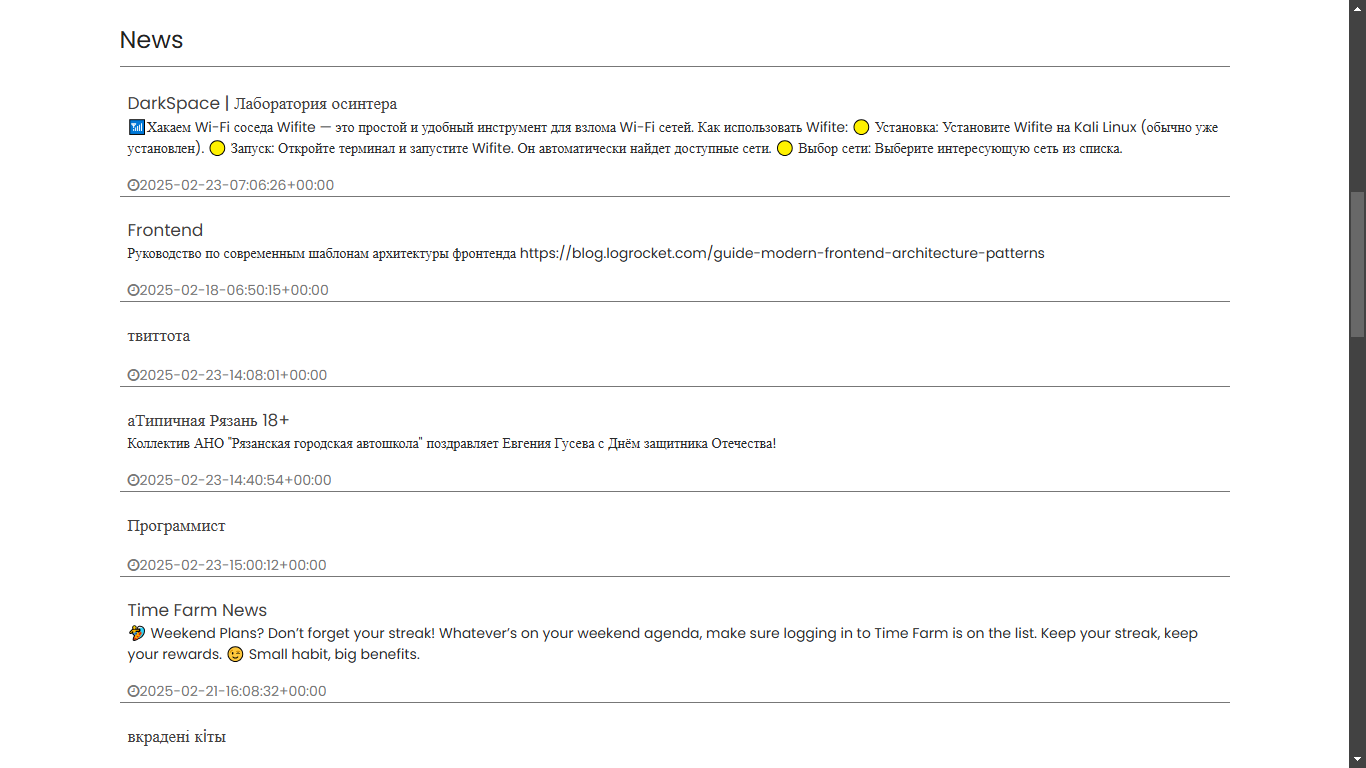 News
DarkSpace | Лаборатория осинтера
📶Хакаем Wi-Fi соседа Wifite — это простой и удобный инструмент для взлома Wi-Fi сетей. Как использовать Wifite: 🟡 Установка: Установите Wifite на Kali Linux (обычно уже
установлен). 🟡 Запуск: Откройте терминал и запустите Wifite. Он автоматически найдет доступные сети. 🟡 Выбор сети: Выберите интересующую сеть из списка.
2025-02-23-07:06:26+00:00
Frontend
Руководство по современным шаблонам архитектуры фронтенда https://blog.logrocket.com/guide-modern-frontend-architecture-patterns
2025-02-18-06:50:15+00:00
твиттота
2025-02-23-14:08:01+00:00
аТипичная Рязань 18+
Коллектив АНО "Рязанская городская автошкола" поздравляет Евгения Гусева с Днём защитника Отечества!
2025-02-23-14:40:54+00:00
Программист
2025-02-23-15:00:12+00:00
Time Farm News
🪅 Weekend Plans? Don’t forget your streak! Whatever’s on your weekend agenda, make sure logging in to Time Farm is on the list. Keep your streak, keep
your rewards. 😉 Small habit, big benefits.
2025-02-21-16:08:32+00:00
вкрадені кіты